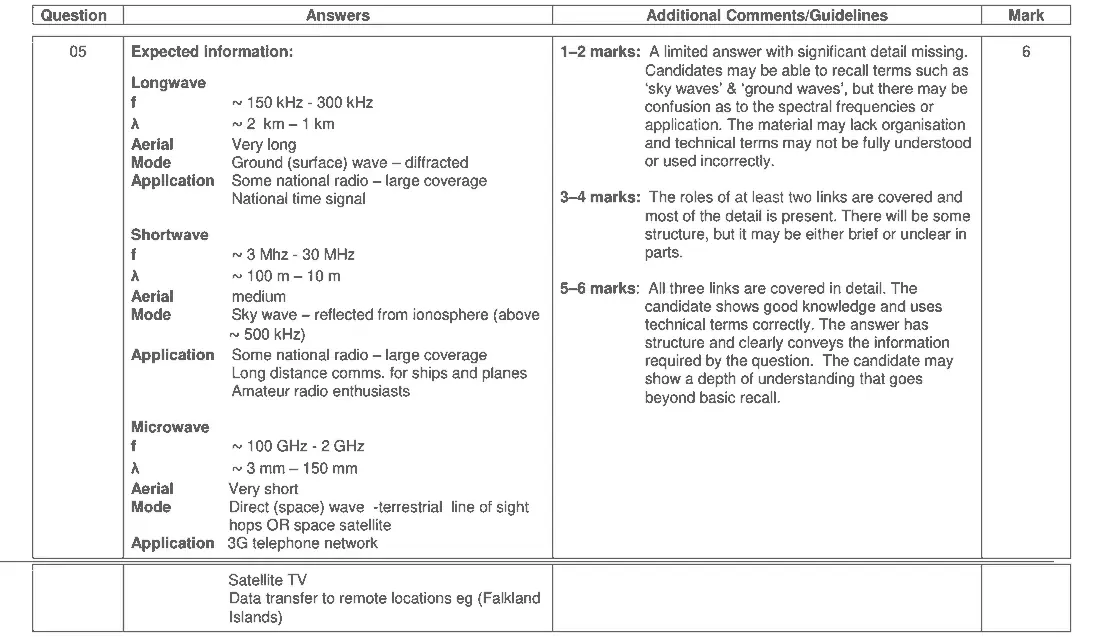 Question Answers Additional Comments/Guidelines Mark
05 Expected information:
Longwave
f ~ 150 kHz - 300 kHz
λ ~ 2 km – 1 km
Aerial Very long
Mode Ground (surface) wave – diffracted
Application Some national radio – large coverage
National time signal
Shortwave
f ~ 3 Mhz - 30 MHz
λ ~ 100 m – 10 m
Aerial medium
Mode Sky wave – reflected from ionosphere (above
~ 500 kHz)
Application Some national radio – large coverage
Long distance comms. for ships and planes
Amateur radio enthusiasts
Microwave
f ~ 100 GHz - 2 GHz
λ ~ 3 mm – 150 mm
Aerial Very short
Mode Direct (space) wave -terrestrial line of sight
hops OR space satellite
Application 3G telephone network
Satellite TV
Data transfer to remote locations eg (Falkland
Islands)
1–2 marks: A limited answer with significant detail missing.
Candidates may be able to recall terms such as
‘sky waves’ & ‘ground waves’, but there may be
confusion as to the spectral frequencies or
application. The material may lack organisation
and technical terms may not be fully understood
or used incorrectly.
3–4 marks: The roles of at least two links are covered and
most of the detail is present. There will be some
structure, but it may be either brief or unclear in
parts.
5–6 marks: All three links are covered in detail. The
candidate shows good knowledge and uses
technical terms correctly. The answer has
structure and clearly conveys the information
required by the question. The candidate may
show a depth of understanding that goes
beyond basic recall.
6